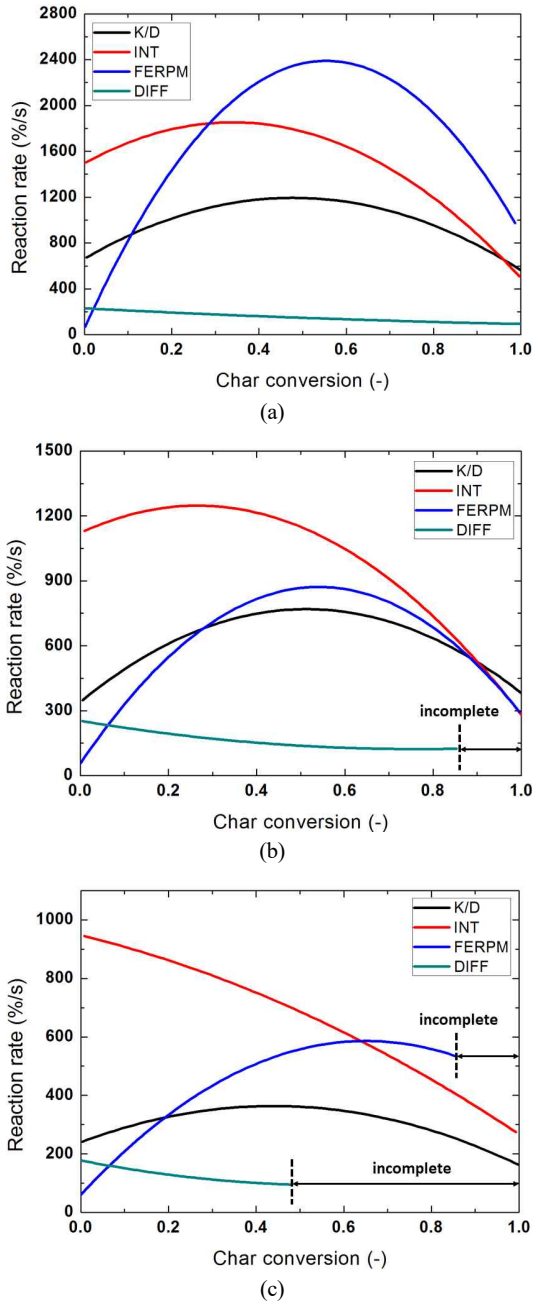 2800
2400
2000
1600
1200
800
400
0
Reaction rate (%/s)
K/D
INT
FERPM
DIFF
0.0 0.2 0.4 0.6 0.8 1.0
Char conversion (-)
(a)
1500
1200
900
600
300
0
Reaction rate (%/s)
K/D
INT
FERPM
DIFF
incomplete
0.0 0.2 0.4 0.6 0.8 1.0
Char conversion (-)
(b)
1000
800
600
400
200
0
Reaction rate (%/s)
K/D
INT
FERPM
DIFF
incomplete
incomplete
0.0 0.2 0.4 0.6 0.8 1.0
Char conversion (-)
(c)